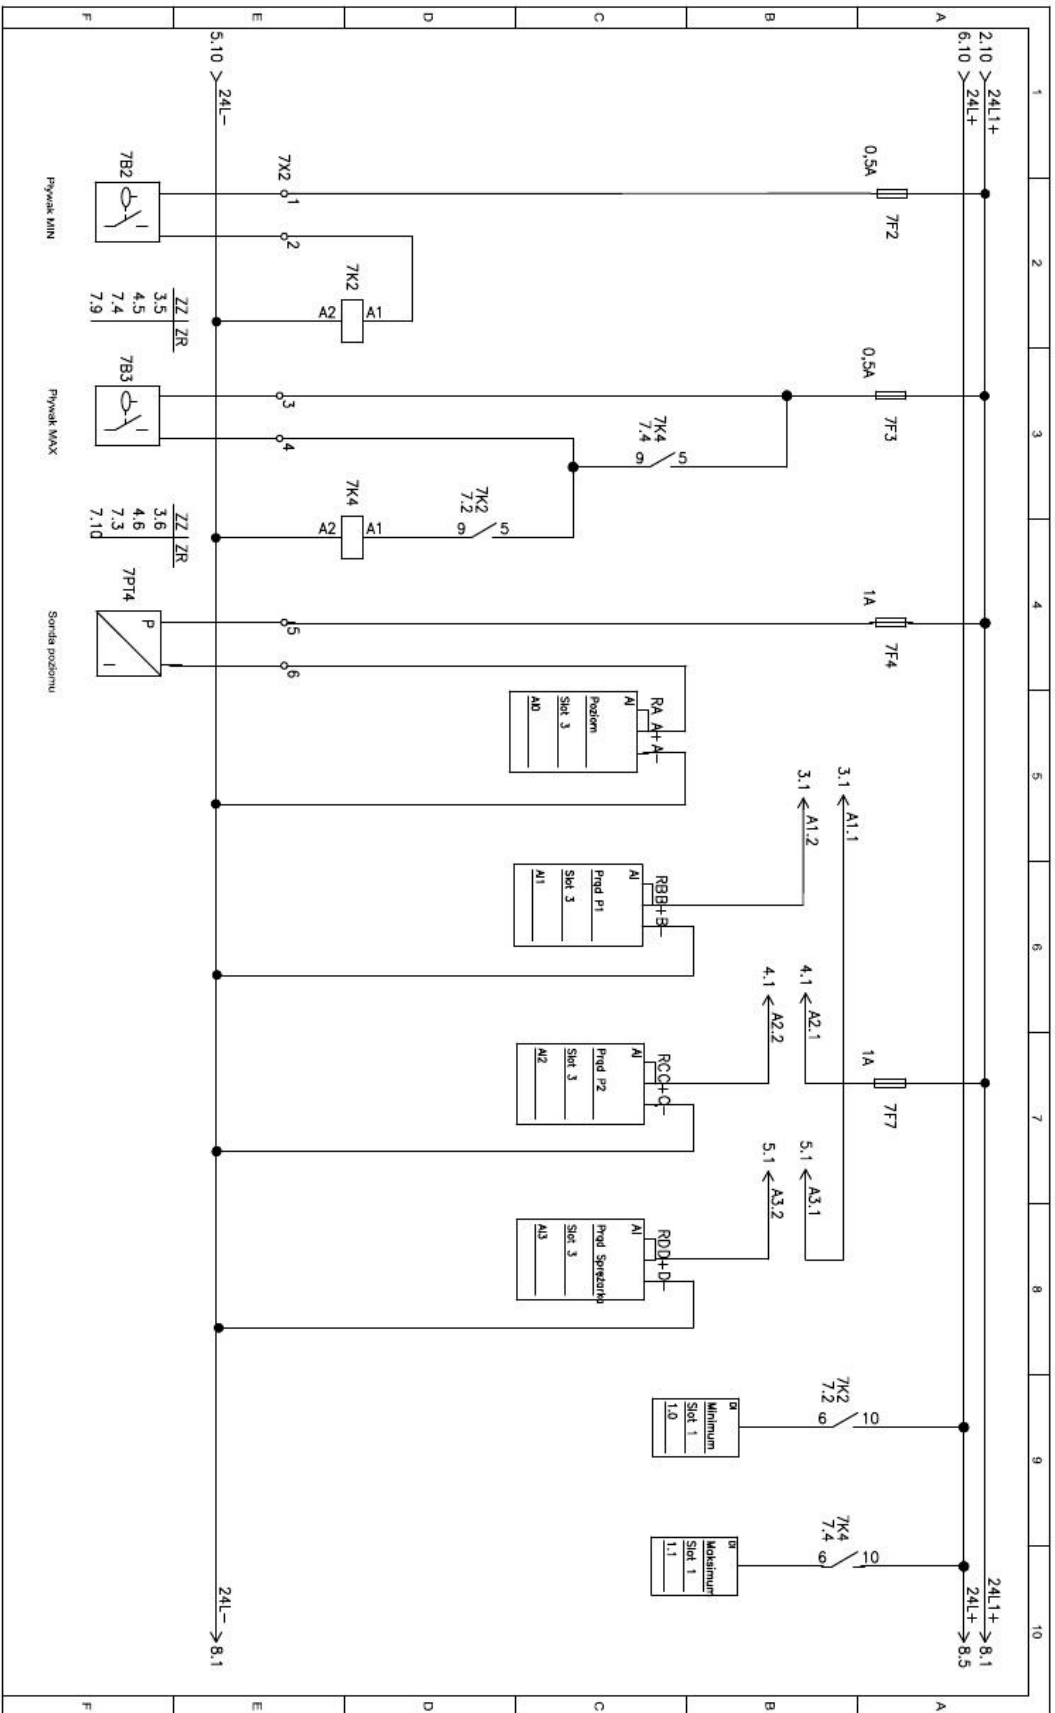 1
2
3
4
5
6
7
8
9
10
A
B
C
D
E
F
A
B
C
D
E
F
2.10
24L1+
24L1+
8.1
6.10
24L+
24L+
8.5
0,5A
7F2
0,5A
7F3
1A
7F4
1A
7F7
3.1
A1.1
3.1
A1.2
4.1
A2.1
4.1
A2.2
5.1
A3.1
5.1
A3.2
7K2
7.2
6
10
7K4
7.4
6
10
DI
Minimum
Slot 1
1.0
DI
Maksimum
Slot 1
1.1
7K4
7.4
9
5
7K2
7.2
9
5
RA A+A-
AI
Poziom
Slot 3
AI0
RBB+B-
AI
Prąd P1
Slot 3
AI1
RCC+C-
AI
Prąd P2
Slot 3
AI2
RDD+D-
AI
Prąd Sprężarka
Slot 3
AI3
7K2
A1
A2
7K4
A1
A2
7X2
1
2
3
4
5
6
5.10
24L-
24L-
8.1
7B2
ZZ
ZR
3.5
4.5
7.4
7.9
7B3
ZZ
ZR
3.6
4.6
7.3
7.10
7PT4
P
I
Pływak MIN
Pływak MAX
Sonda poziomu